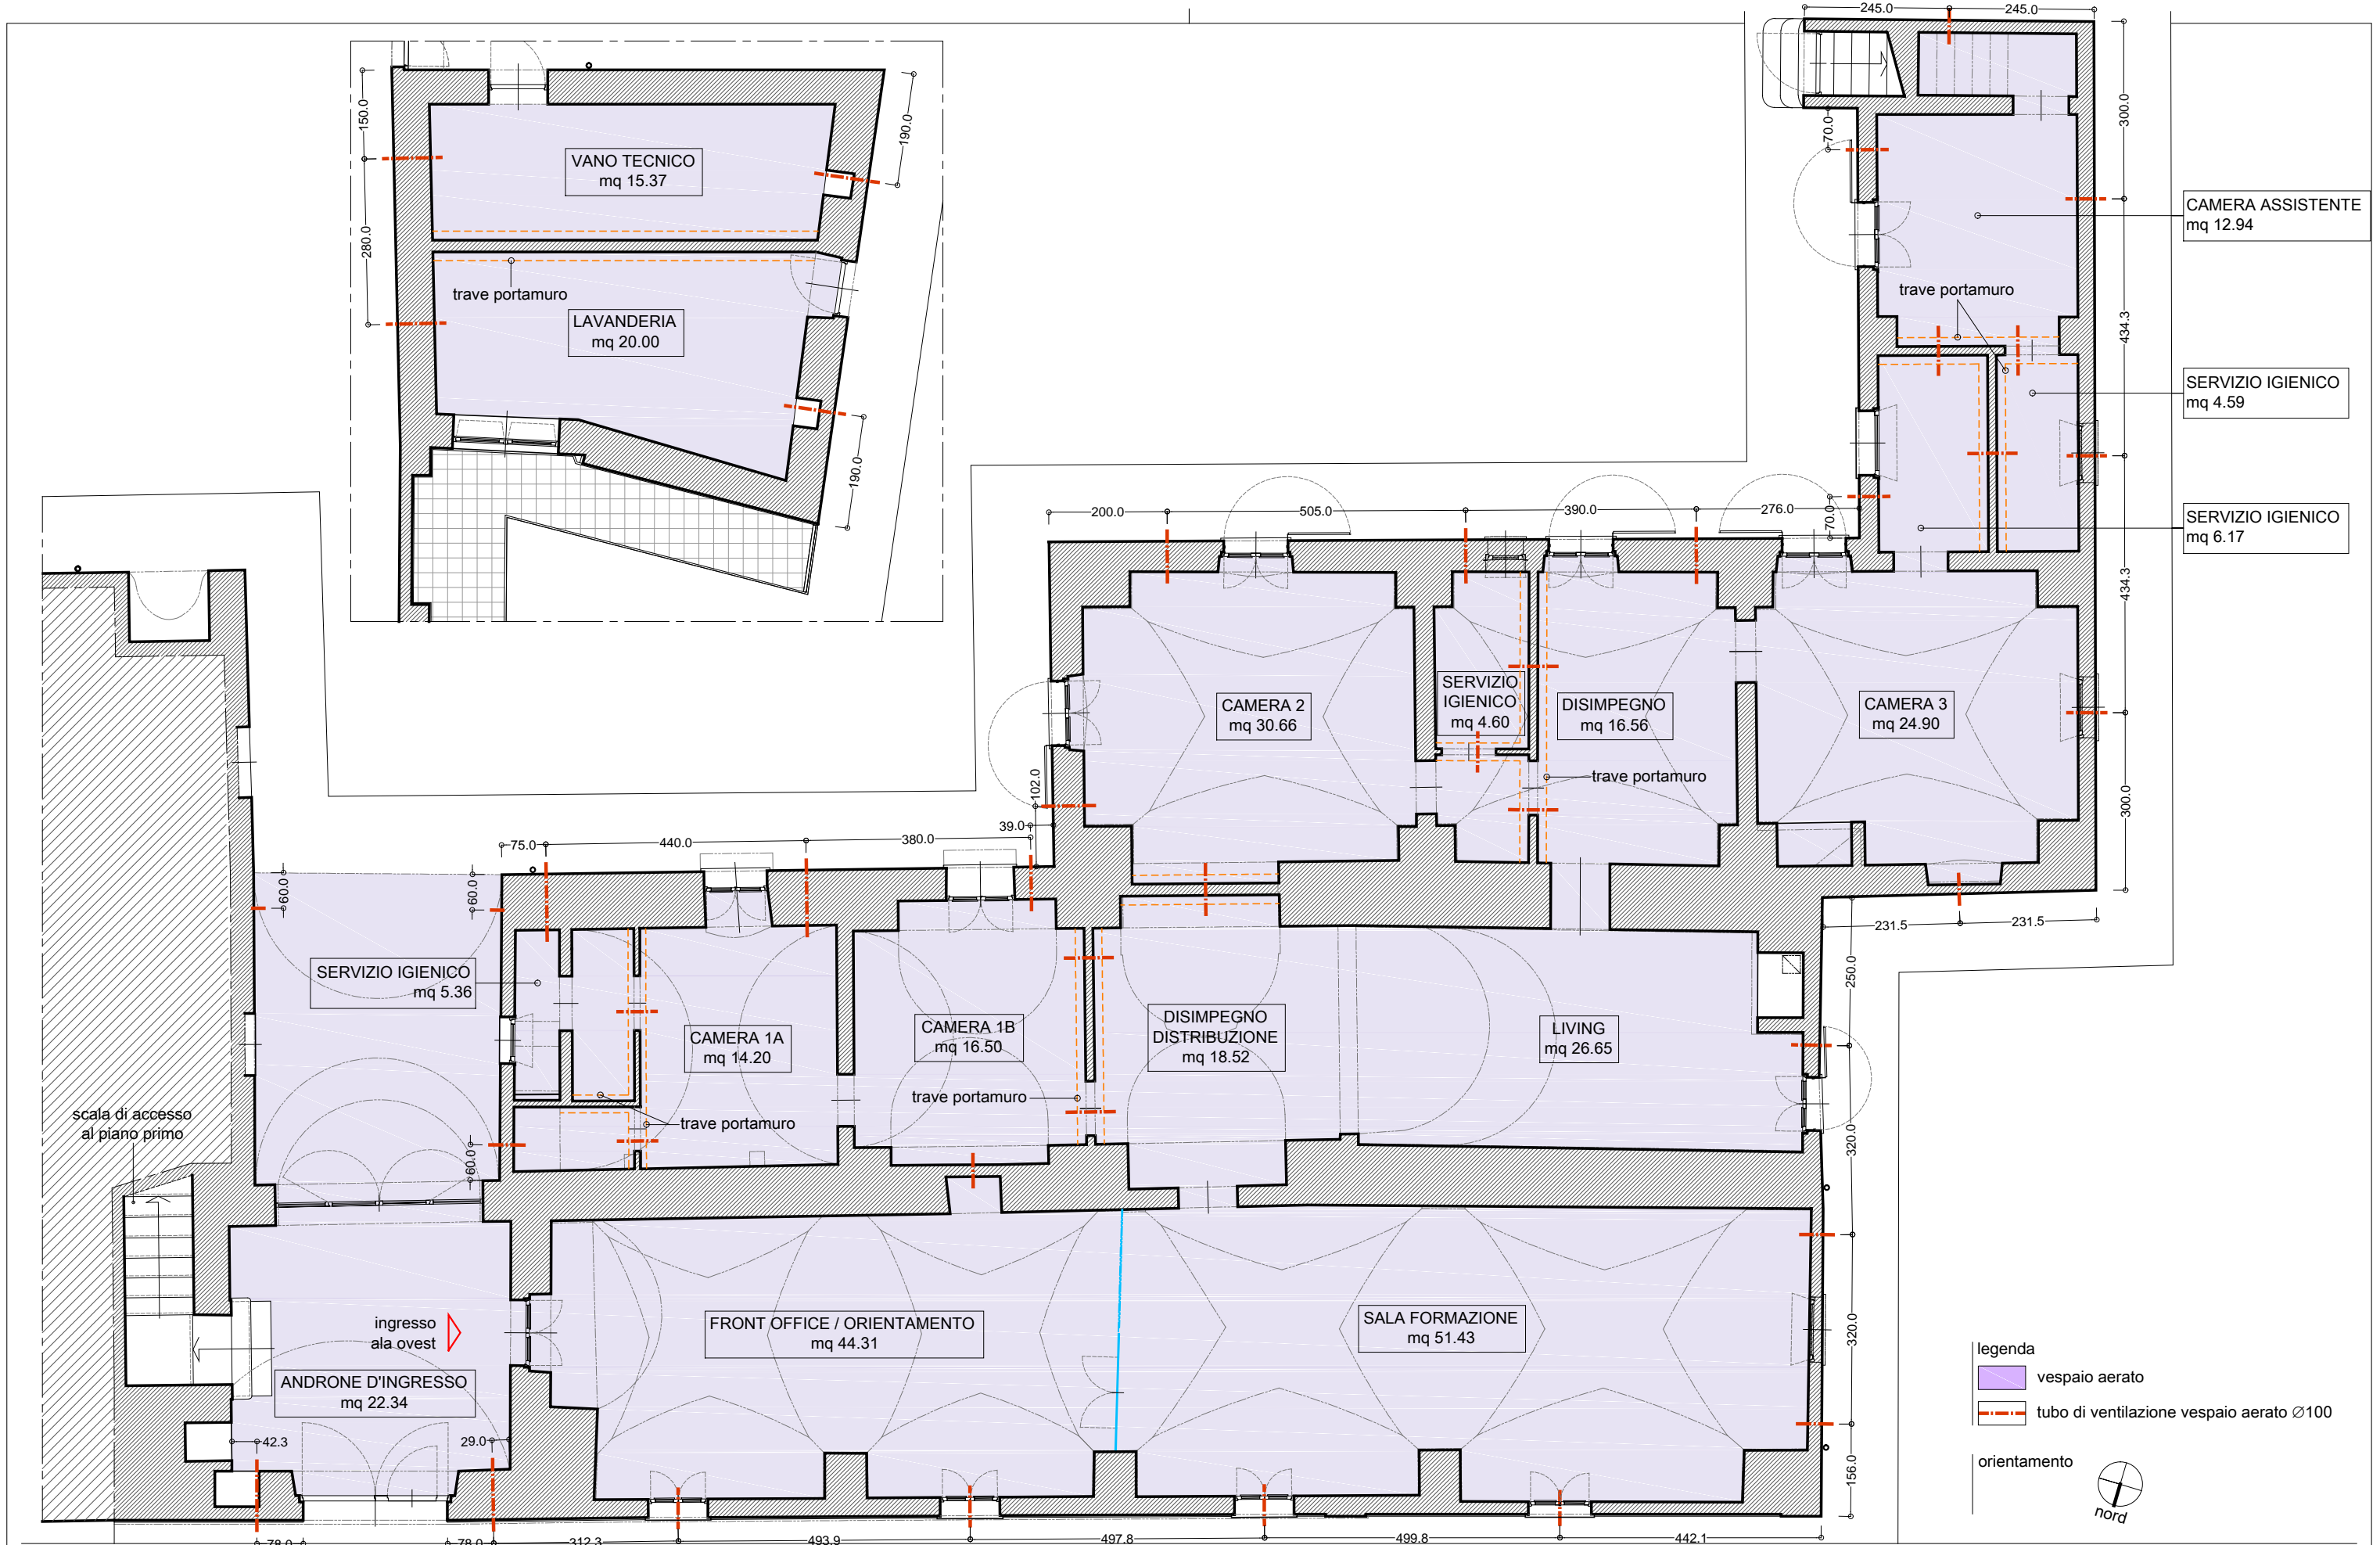 245.0
245.0
150.0
280.0
190.0
190.0
VANO TECNICO
mq 15.37
trave portamuro
LAVANDERIA
mq 20.00
70.0
300.0
434.3
434.3
300.0
CAMERA ASSISTENTE
mq 12.94
trave portamuro
SERVIZIO IGIENICO
mq 4.59
SERVIZIO IGIENICO
mq 6.17
200.0
505.0
390.0
276.0
70.0
CAMERA 2
mq 30.66
SERVIZIO
IGIENICO
mq 4.60
DISIMPEGNO
mq 16.56
CAMERA 3
mq 24.90
trave portamuro
102.0
39.0
75.0
440.0
380.0
60.0
60.0
60.0
231.5
231.5
250.0
320.0
320.0
156.0
SERVIZIO IGIENICO
mq 5.36
CAMERA 1A
mq 14.20
CAMERA 1B
mq 16.50
DISIMPEGNO
DISTRIBUZIONE
mq 18.52
LIVING
mq 26.65
trave portamuro
trave portamuro
scala di accesso
al piano primo
ingresso
ala ovest
FRONT OFFICE / ORIENTAMENTO
mq 44.31
SALA FORMAZIONE
mq 51.43
ANDRONE D'INGRESSO
mq 22.34
42.3
29.0
78.0
78.0
312.3
493.9
497.8
499.8
442.1
legenda
vespaio aerato
tubo di ventilazione vespaio aerato ∅100
orientamento
nord